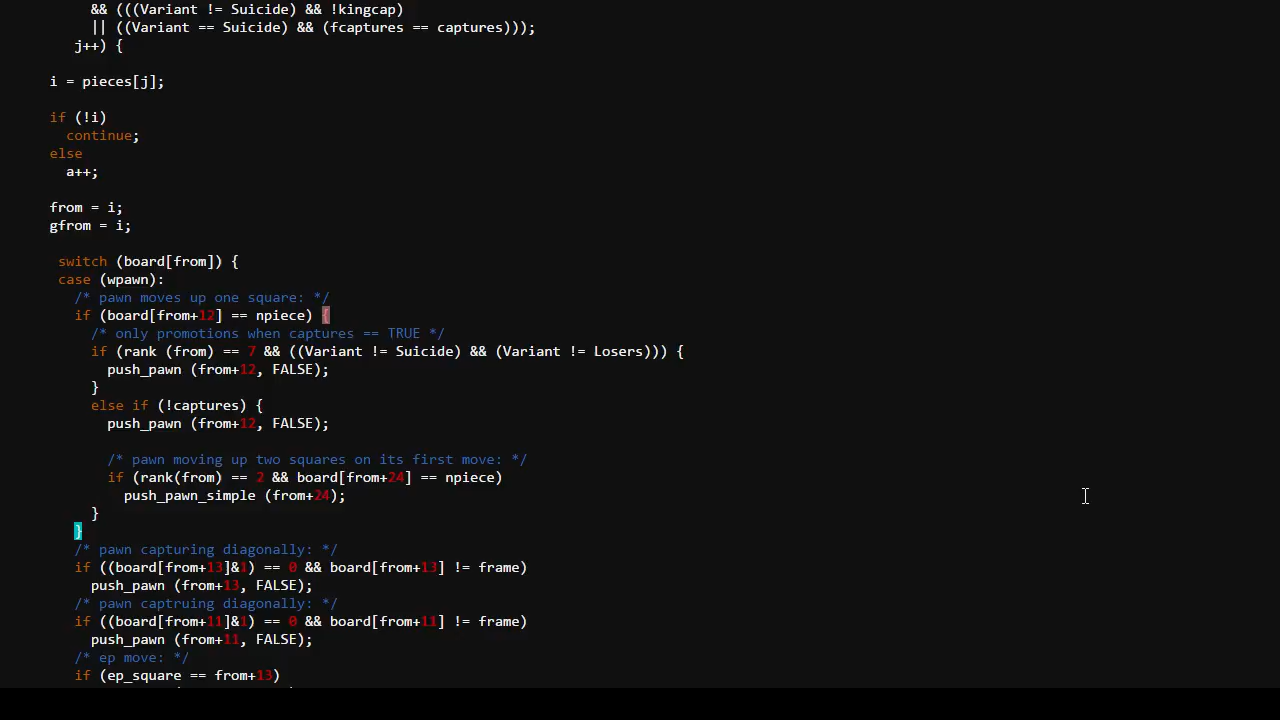 && (((Variant != Suicide) && !kingcap)
|| ((Variant == Suicide) && (fcaptures == captures)));
j++) {
i = pieces[j];
if (!i)
continue;
else
a++;
from = i;
gfrom = i;
switch (board[from]) {
case (wpawn):
/* pawn moves up one square: */
if (board[from+12] == npiece) {
/* only promotions when captures == TRUE */
if (rank (from) == 7 && ((Variant != Suicide) && (Variant != Losers))) {
push_pawn (from+12, FALSE);
}
else if (!captures) {
push_pawn (from+12, FALSE);
/* pawn moving up two squares on its first move: */
if (rank(from) == 2 && board[from+24] == npiece)
push_pawn_simple (from+24);
}
}
/* pawn capturing diagonally: */
if ((board[from+13]&1) == 0 && board[from+13] != frame)
push_pawn (from+13, FALSE);
/* pawn captruing diagonally: */
if ((board[from+11]&1) == 0 && board[from+11] != frame)
push_pawn (from+11, FALSE);
/* ep move: */
if (ep_square == from+13)